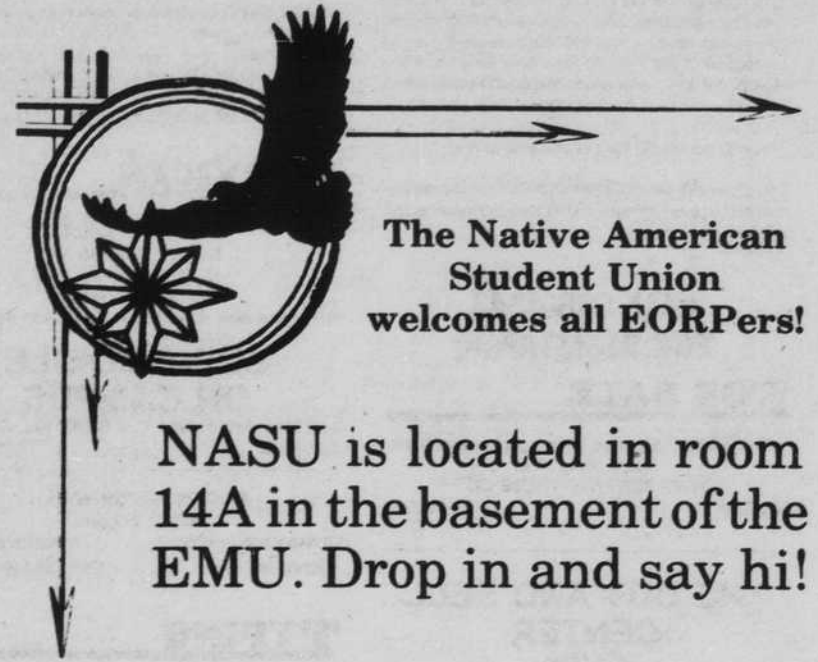 The Native American
Student Union
welcomes all EORPers!
NASU is located in room
14A in the basement of the
EMU. Drop in and say hi!